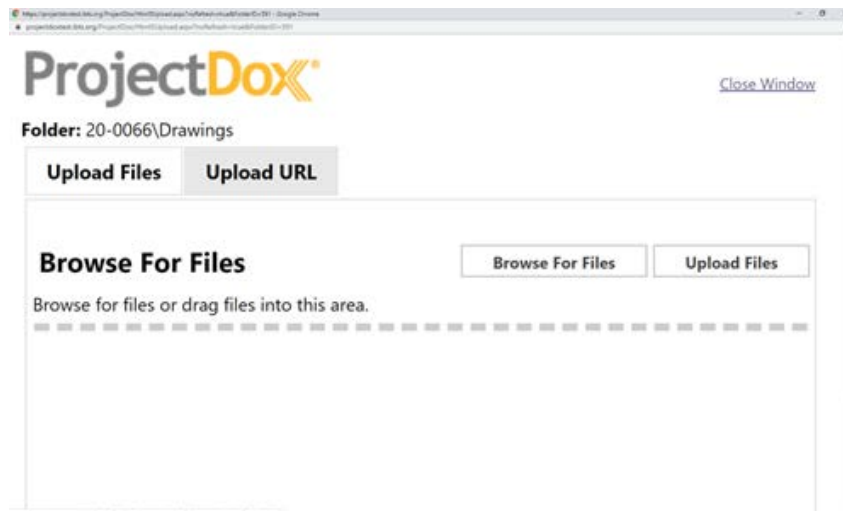 ProjectDox
Close Window
Folder: 20-0066\Drawings
Upload Files Upload URL
Browse For Files Browse For Files Upload Files
Browse for files or drag files into this area.